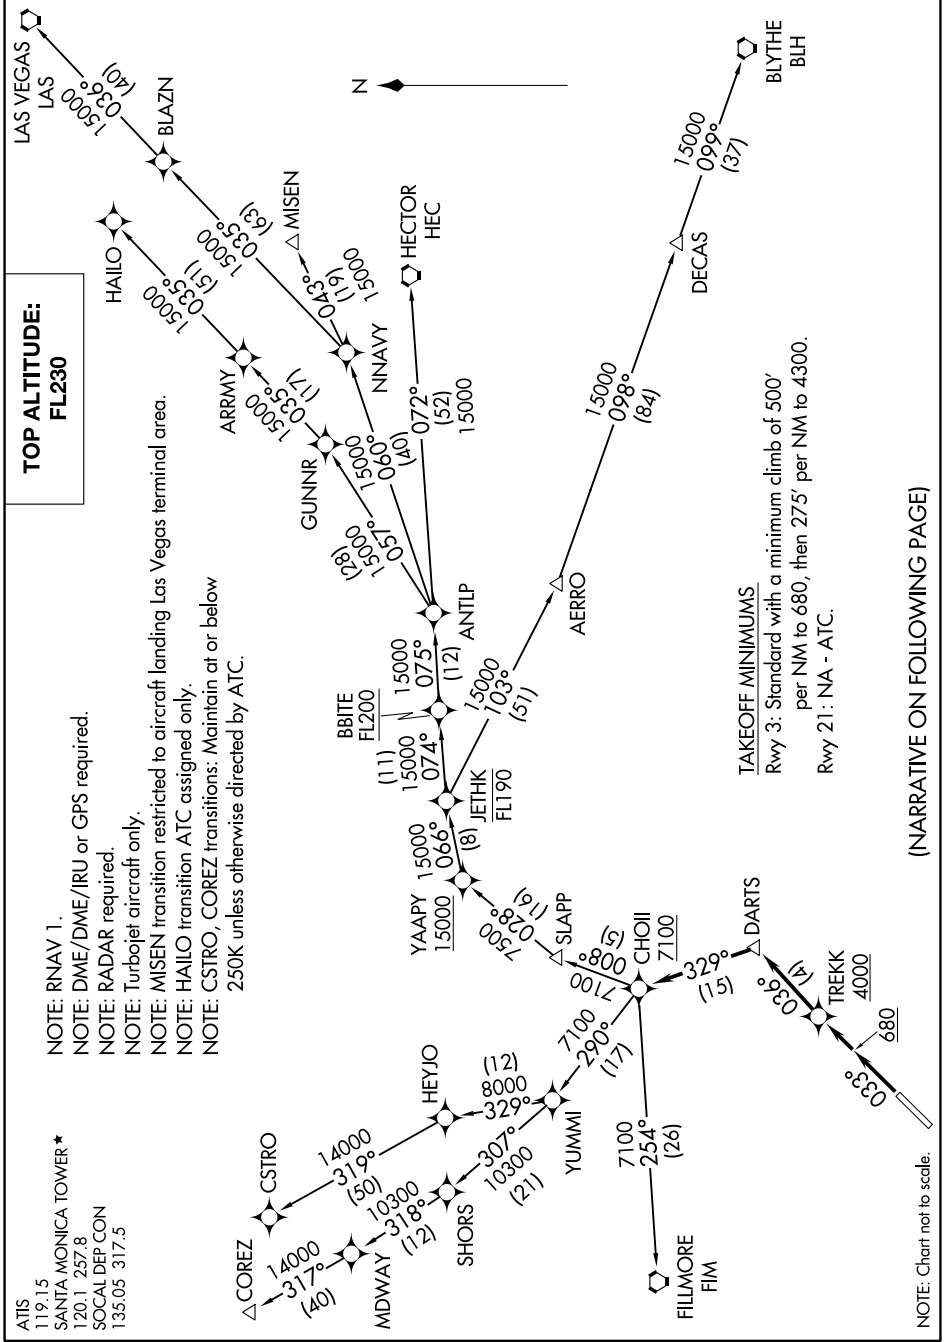 ATIS
119.15
SANTA MONICA TOWER★
120.1 257.8
SOCAL DEP CON
135.05 317.5
TOP ALTITUDE:
FL230
NOTE: RNAV 1.
NOTE: DME/DME/IRU or GPS required.
NOTE: RADAR required.
NOTE: Turbojet aircraft only.
NOTE: MISEN transition restricted to aircraft landing Las Vegas terminal area.
NOTE: HAILO transition ATC assigned only.
NOTE: CSTRO, COREZ transitions: Maintain at or below
250K unless otherwise directed by ATC.
LAS VEGAS
LAS
15000
036°
(40)
BLAZN
15000
035°
(63)
HAILO
15000
035°
(51)
ARRMY
15000
035°
(17)
GUNNR
(28)
15000
057°
MISEN
043°
(19)
15000
NNAVY
15000
060°
(40)
N
HECTOR
HEC
072°
(52)
15000
ANTLP
15000
075°
(12)
BBITE
FL200
(11)
15000
074°
JETHK
FL190
15000
066°
(8)
YAAPY
15000
7500
028°
(16)
SLAPP
7100
008°
(5)
CHOII
7100
329°
(15)
DARTS
036°
(4)
TREKK
4000
680
033°
15000
103°
(51)
AERRO
15000
098°
(84)
DECAS
15000
099°
(37)
BLYTHE
BLH
7100
290°
(17)
YUMMI
8000
329°
(12)
HEYJO
14000
319°
(50)
CSTRO
307°
10300
(21)
SHORS
10300
318°
(12)
MDWAY
14000
317°
(40)
COREZ
7100
254°
(26)
FILLMORE
FIM
TAKEOFF MINIMUMS
Rwy 3: Standard with a minimum climb of 500'
per NM to 680, then 275' per NM to 4300.
Rwy 21: NA - ATC.
(NARRATIVE ON FOLLOWING PAGE)
NOTE: Chart not to scale.